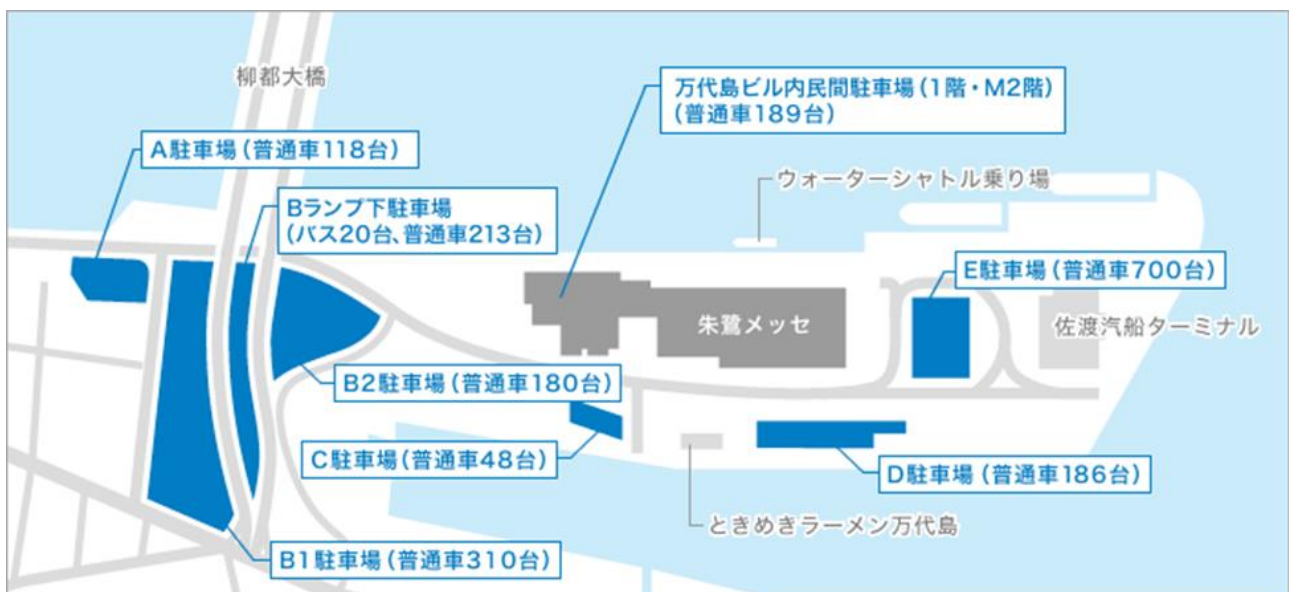 柳都大橋
万代島ビル内民間駐車場(1階・M2階)
(普通車189台)
A駐車場(普通車118台)
ウォーターシャトル乗り場
Bランプ下駐車場
(バス20台、普通車213台)
E駐車場(普通車700台)
朱鷺メッセ
佐渡汽船ターミナル
B2駐車場(普通車180台)
C駐車場(普通車48台)
D駐車場(普通車186台)
ときめきラーメン万代島
B1駐車場(普通車310台)